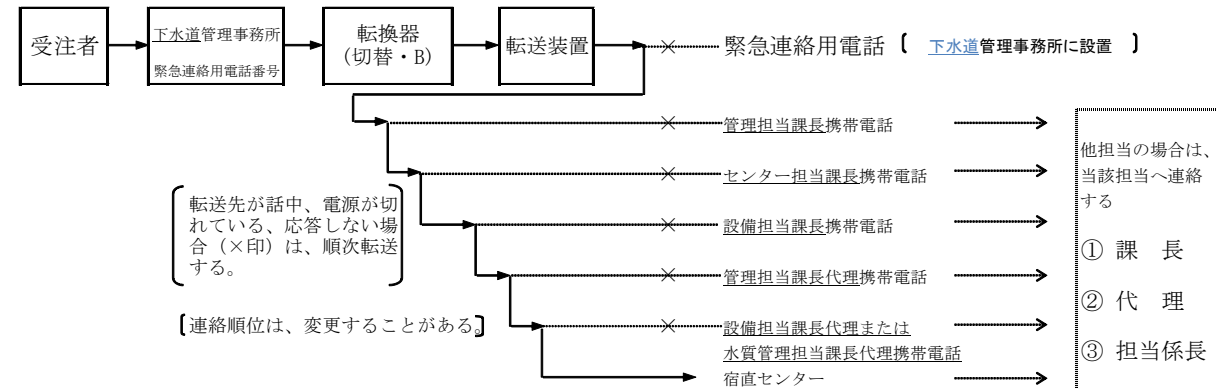 受注者
下水道管理事務所
緊急連絡用電話番号
転換器
(切替・B)
転送装置
緊急連絡用電話 〔 下水道管理事務所に設置 〕
管理担当課長携帯電話
センター担当課長携帯電話
設備担当課長携帯電話
管理担当課長代理携帯電話
設備担当課長代理または
水質管理担当課長代理携帯電話
宿直センター
転送先が話中、電源が切
れている、応答しない場
合（×印）は、順次転送
する。
〔連絡順位は、変更することがある。〕
他担当の場合は、
当該担当へ連絡
する
① 課　長
② 代　理
③ 担当係長